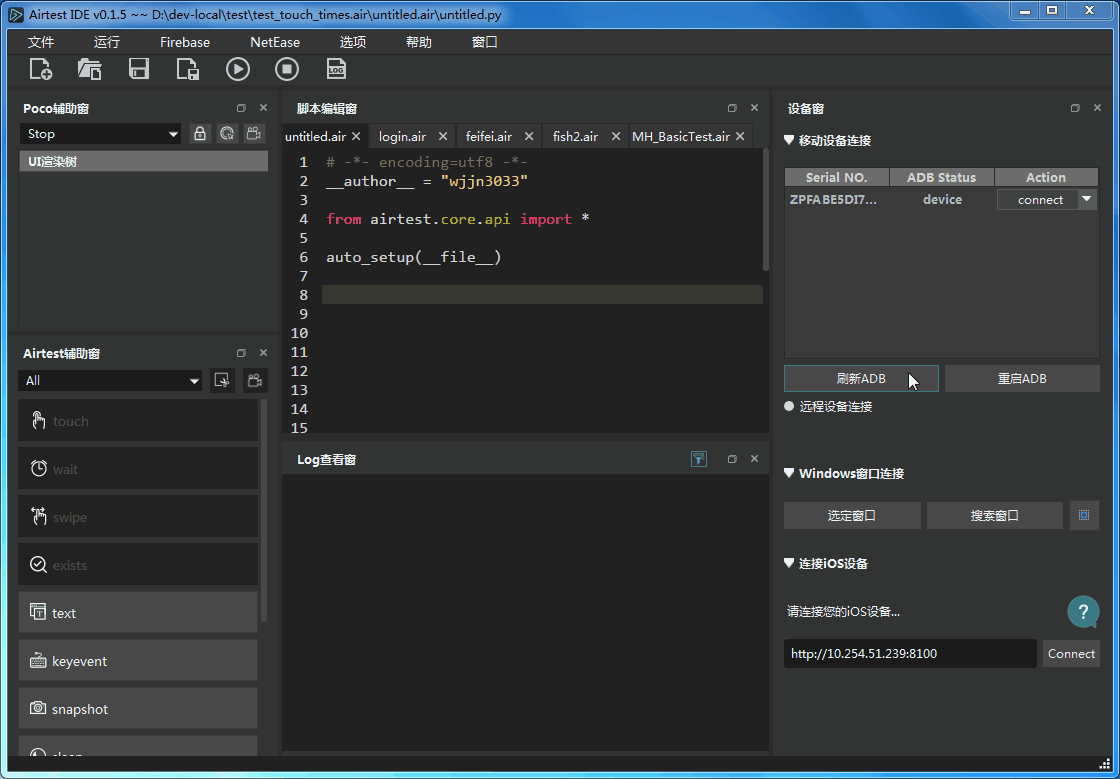 Airtest IDE v0.1.5 ~~ D:\dev-local\test\test_touch_times.air\untitled.air\untitled.py
文件 运行 Firebase NetEase 选项 帮助 窗口
LOG
Poco辅助窗
Stop
UI渲染树
Airtest辅助窗
All
touch
wait
swipe
exists
text
keyevent
snapshot
sleep
脚本编辑窗
untitled.air login.air feifei.air fish2.air MH_BasicTest.air
1 # -*- encoding=utf8 -*-
2 __author__ = "wjjn3033"
3
4 from airtest.core.api import *
5
6 auto_setup(__file__)
7
8
9
10
11
12
13
14
15
Log查看窗
设备窗
移动设备连接
Serial NO. ADB Status Action
ZPFABE5DI7... device connect
刷新ADB 重启ADB
远程设备连接
Windows窗口连接
选定窗口 搜索窗口
连接iOS设备
请连接您的iOS设备...
?
http://10.254.51.239:8100 Connect